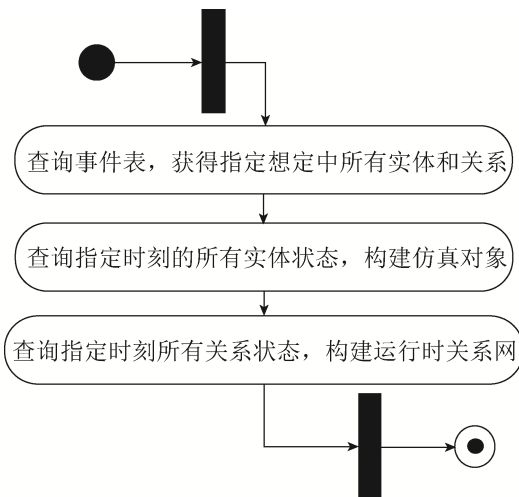 查询事件表，获得指定想定中所有实体和关系
查询指定时刻的所有实体状态，构建仿真对象
查询指定时刻所有关系状态，构建运行时关系网